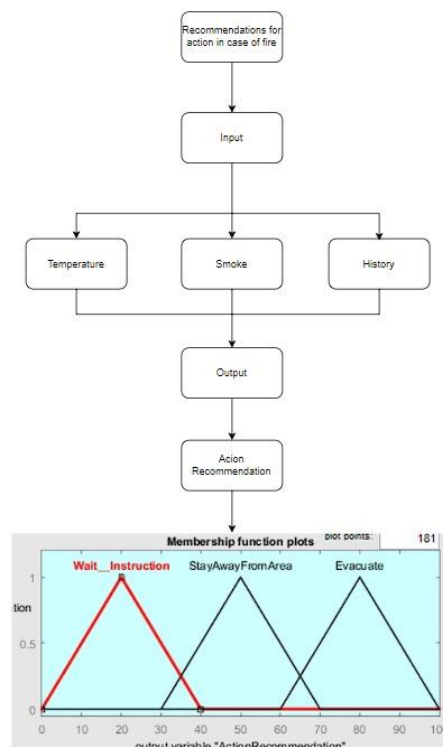 Recommendations for
action in case of fire
Input
Temperature
Smoke
History
Output
Acion
Recommendation
Membership function plots
plot points:
181
Wait__Instruction
StayAwayFromArea
Evacuate
1
tion
0.5
0
0 10 20 30 40 50 60 70 80 90 100
output variable "ActionRecommendation"